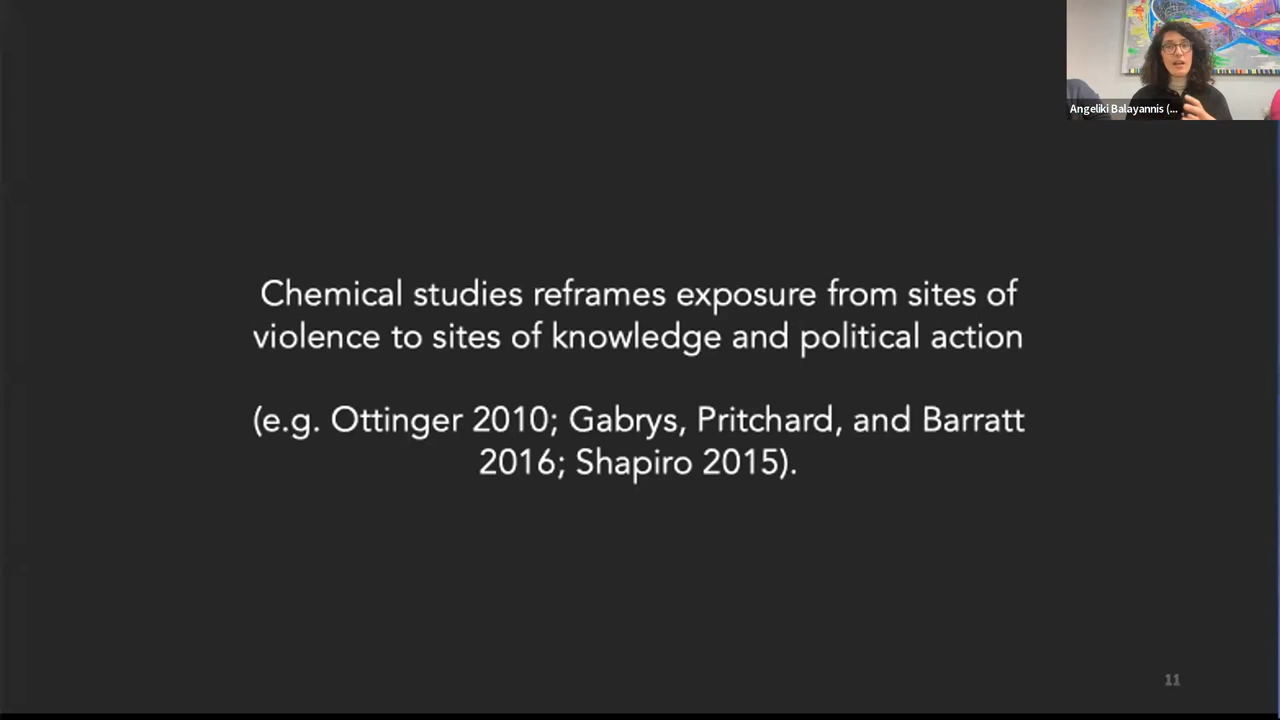 Angeliki Balayannis (...
Chemical studies reframes exposure from sites of
violence to sites of knowledge and political action
(e.g. Ottinger 2010; Gabrys, Pritchard, and Barratt
2016; Shapiro 2015).
11